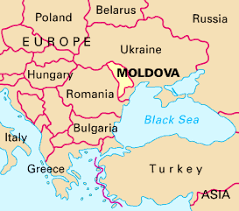 Belarus
Poland
Russia
EUROPE
Ukraine
Hungary
MOLDOVA
Romania
Black Sea
Bulgaria
Italy
Greece
Turkey
ASIA